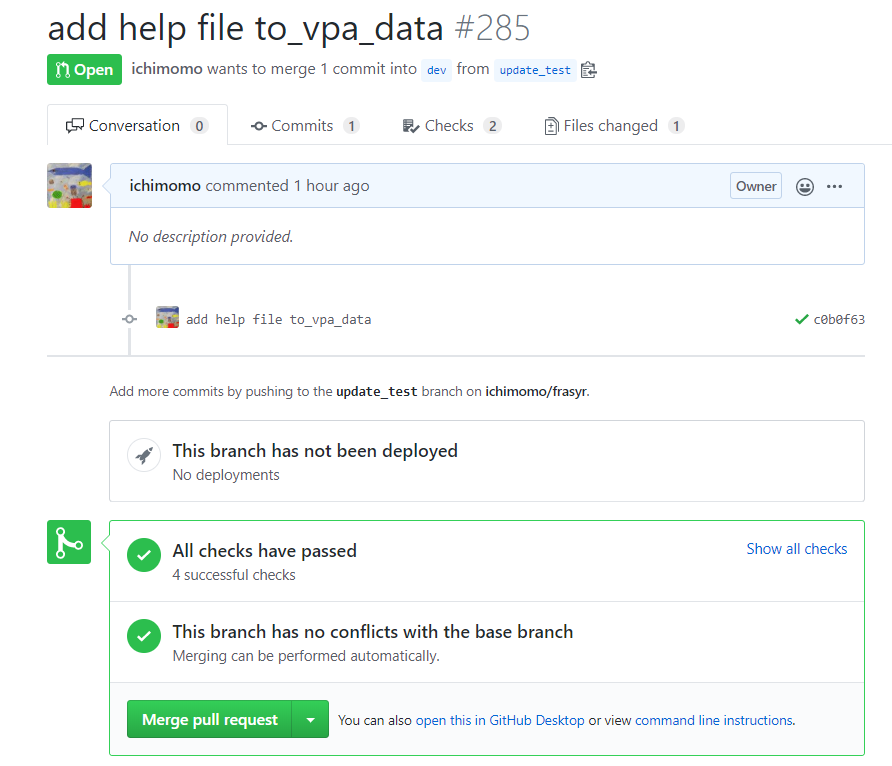 add help file to_vpa_data #285
Open ichimomo wants to merge 1 commit into dev from update_test
Conversation 0 Commits 1 Checks 2 Files changed 1
ichimomo commented 1 hour ago Owner
No description provided.
add help file to_vpa_data c0b0f63
Add more commits by pushing to the update_test branch on ichimomo/frasyr.
This branch has not been deployed
No deployments
All checks have passed Show all checks
4 successful checks
This branch has no conflicts with the base branch
Merging can be performed automatically.
Merge pull request You can also open this in GitHub Desktop or view command line instructions.